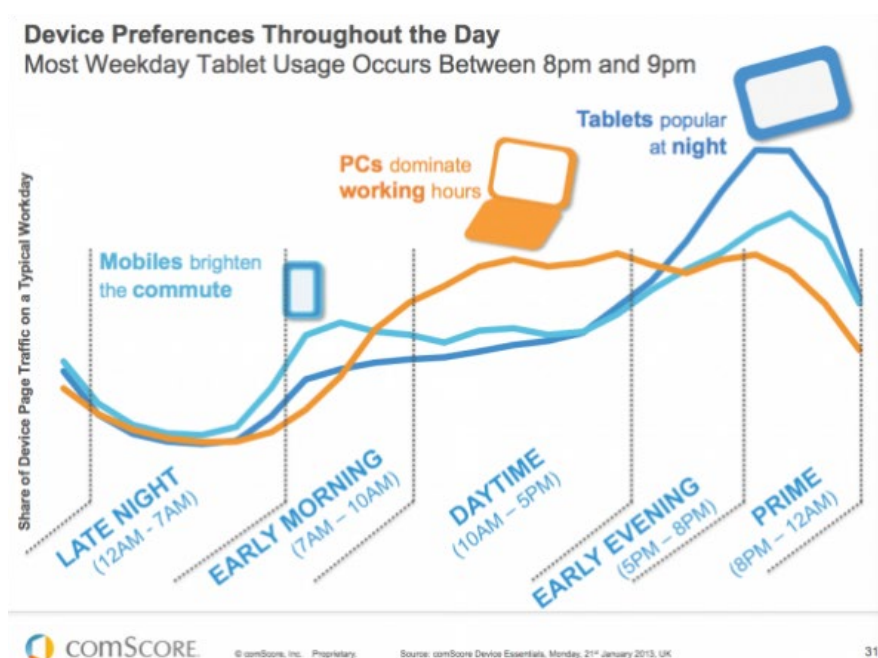 Device Preferences Throughout the Day
Most Weekday Tablet Usage Occurs Between 8pm and 9pm
Tablets popular
at night
PCs dominate
working hours
Mobiles brighten
the commute
Share of Device Page Traffic on a Typical Workday
LATE NIGHT
(12AM - 7AM)
EARLY MORNING
(7AM – 10AM)
DAYTIME
(10AM – 5PM)
EARLY EVENING
(5PM – 8PM)
PRIME
(8PM – 12AM)
comSCORE.
© comScore, Inc. Proprietary.
Source: comScore Device Essentials, Monday, 21st January 2013, UK
31